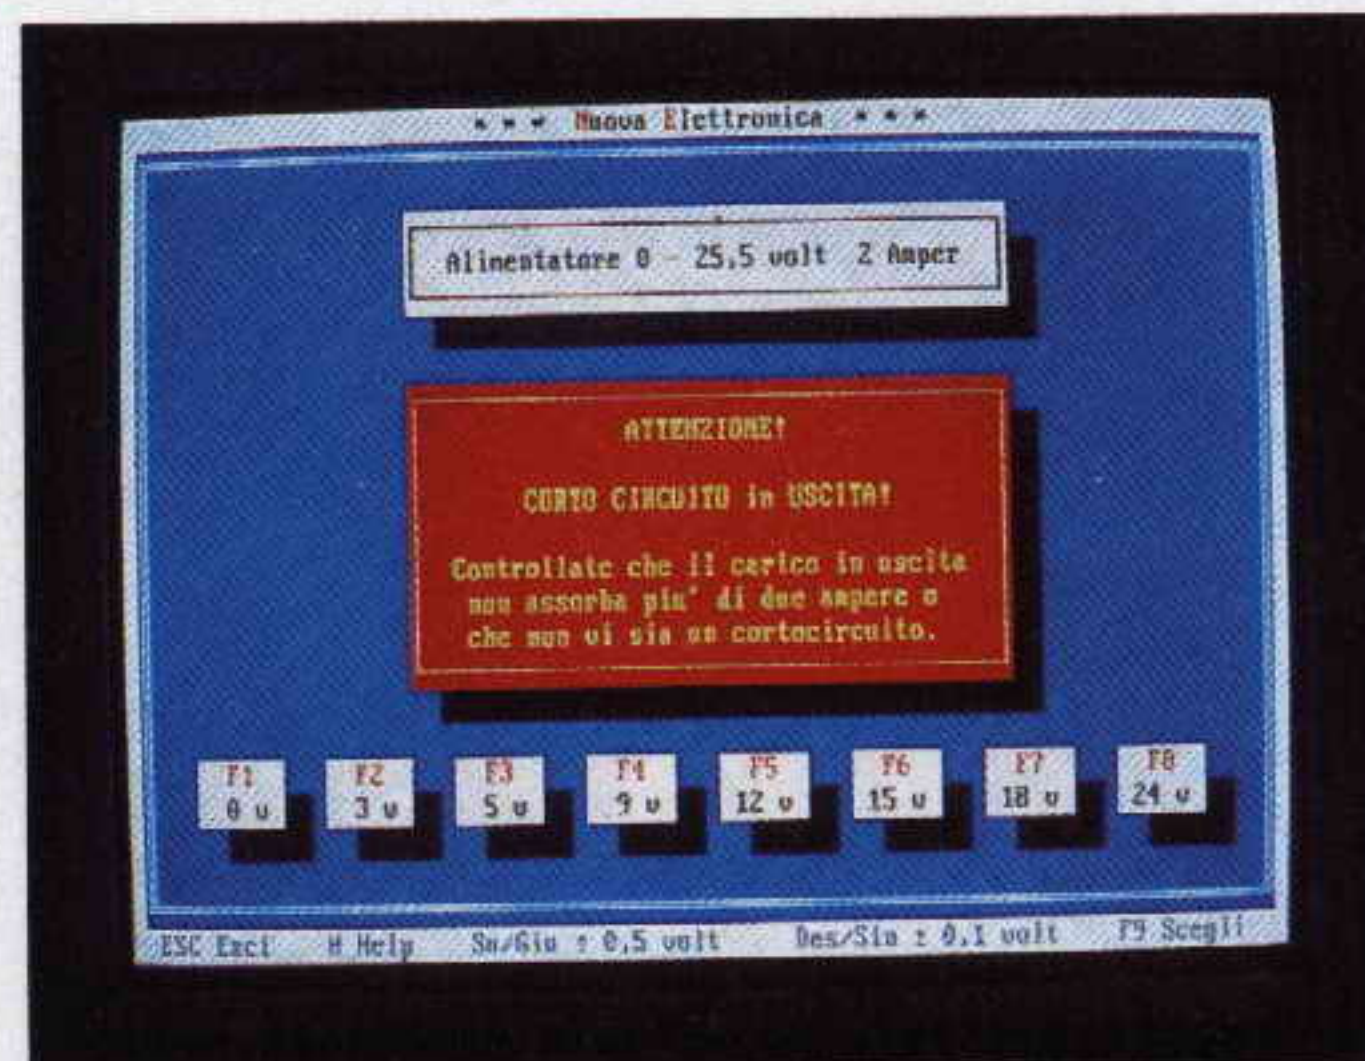 * * * Nuova Elettronica * * *
Alimentatore 0 - 25,5 volt 2 Amper
ATTENZIONE!
CORTO CIRCUITO in USCITA!
Controllate che il carico in uscita
non assorba piu' di due ampere o
che non vi sia un cortocircuito.
F1 F2 F3 F4 F5 F6 F7 F8
0 v 3 v 5 v 9 v 12 v 15 v 18 v 24 v
ESC Esci H Help Su/Giu ± 0,5 volt Des/Sin ± 0,1 volt F9 Scegli